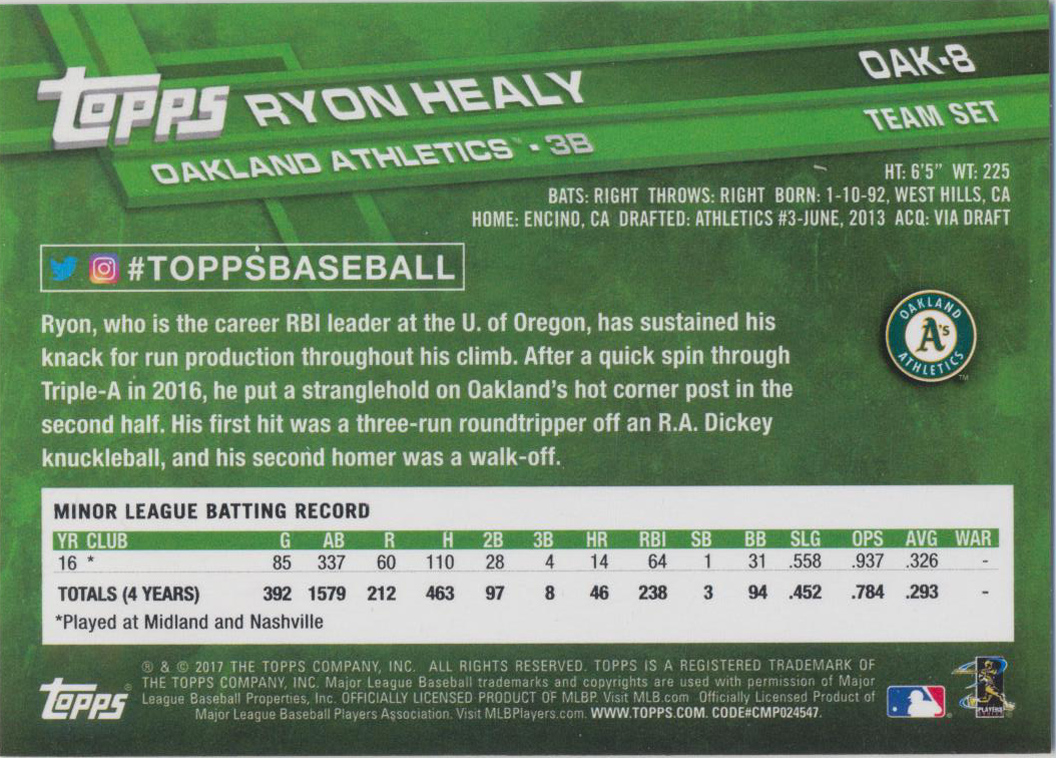 TOPPS RYON HEALY OAK-8
OAKLAND ATHLETICS™ - 3B TEAM SET
HT: 6'5" WT: 225
BATS: RIGHT THROWS: RIGHT BORN: 1-10-92, WEST HILLS, CA
HOME: ENCINO, CA DRAFTED: ATHLETICS #3-JUNE, 2013 ACQ: VIA DRAFT
#TOPPSBASEBALL
Ryon, who is the career RBI leader at the U. of Oregon, has sustained his
knack for run production throughout his climb. After a quick spin through
Triple-A in 2016, he put a stranglehold on Oakland's hot corner post in the
second half. His first hit was a three-run roundtripper off an R.A. Dickey
knuckleball, and his second homer was a walk-off.
OAKLAND
A's
ATHLETICS
TM
MINOR LEAGUE BATTING RECORD
YR CLUB G AB R H 2B 3B HR RBI SB BB SLG OPS AVG WAR
16 * 85 337 60 110 28 4 14 64 1 31 .558 .937 .326 -
TOTALS (4 YEARS) 392 1579 212 463 97 8 46 238 3 94 .452 .784 .293 -
*Played at Midland and Nashville
® & © 2017 THE TOPPS COMPANY, INC. ALL RIGHTS RESERVED. TOPPS IS A REGISTERED TRADEMARK OF
THE TOPPS COMPANY, INC. Major League Baseball trademarks and copyrights are used with permission of Major
League Baseball Properties, Inc. OFFICIALLY LICENSED PRODUCT OF MLBP. Visit MLB.com Officially Licensed Product of
Major League Baseball Players Association. Visit MLBPlayers.com. WWW.TOPPS.COM. CODE#CMP024547.
TOPPS®
PLAYERS